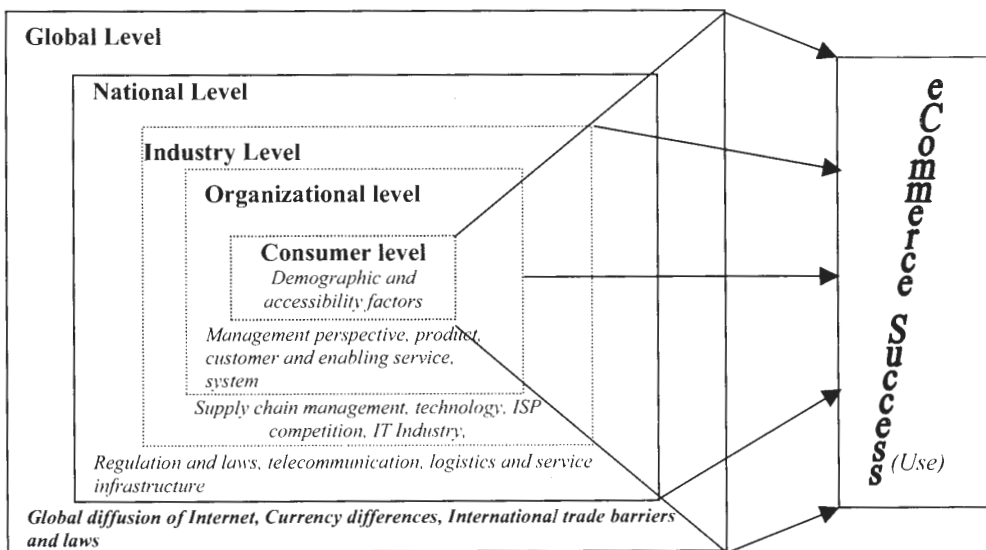 Global Level
National Level
Industry Level
Organizational level
Consumer level
Demographic and
accessibility factors
Management perspective, product,
customer and enabling service,
system
Supply chain management, technology, ISP
competition, IT Industry,
Regulation and laws, telecommunication, logistics and service
infrastructure
Global diffusion of Internet, Currency differences, International trade barriers
and laws
eCommerce Success
(Use)